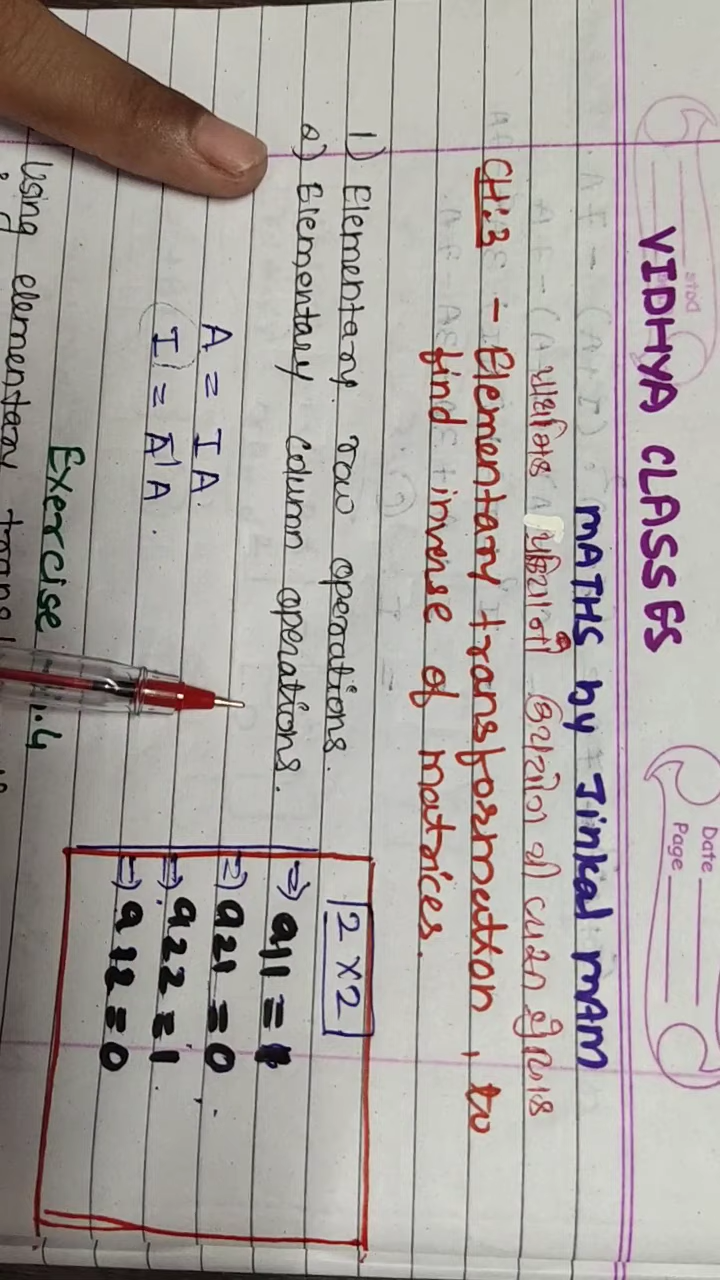 VIDHYA CLASSES
Date
Page
MATHS by Jinkal MAM
CH:3 - Elementary transformation, to
find inverse of matrices.
1) Elementary row operations.
2) Elementary column operations.
A = IA.
I = A¹A.
2×2
⇒ a11 = 1
⇒ a21 = 0
⇒ a22 = 1
⇒ a12 = 0
Exercise
Using elementary